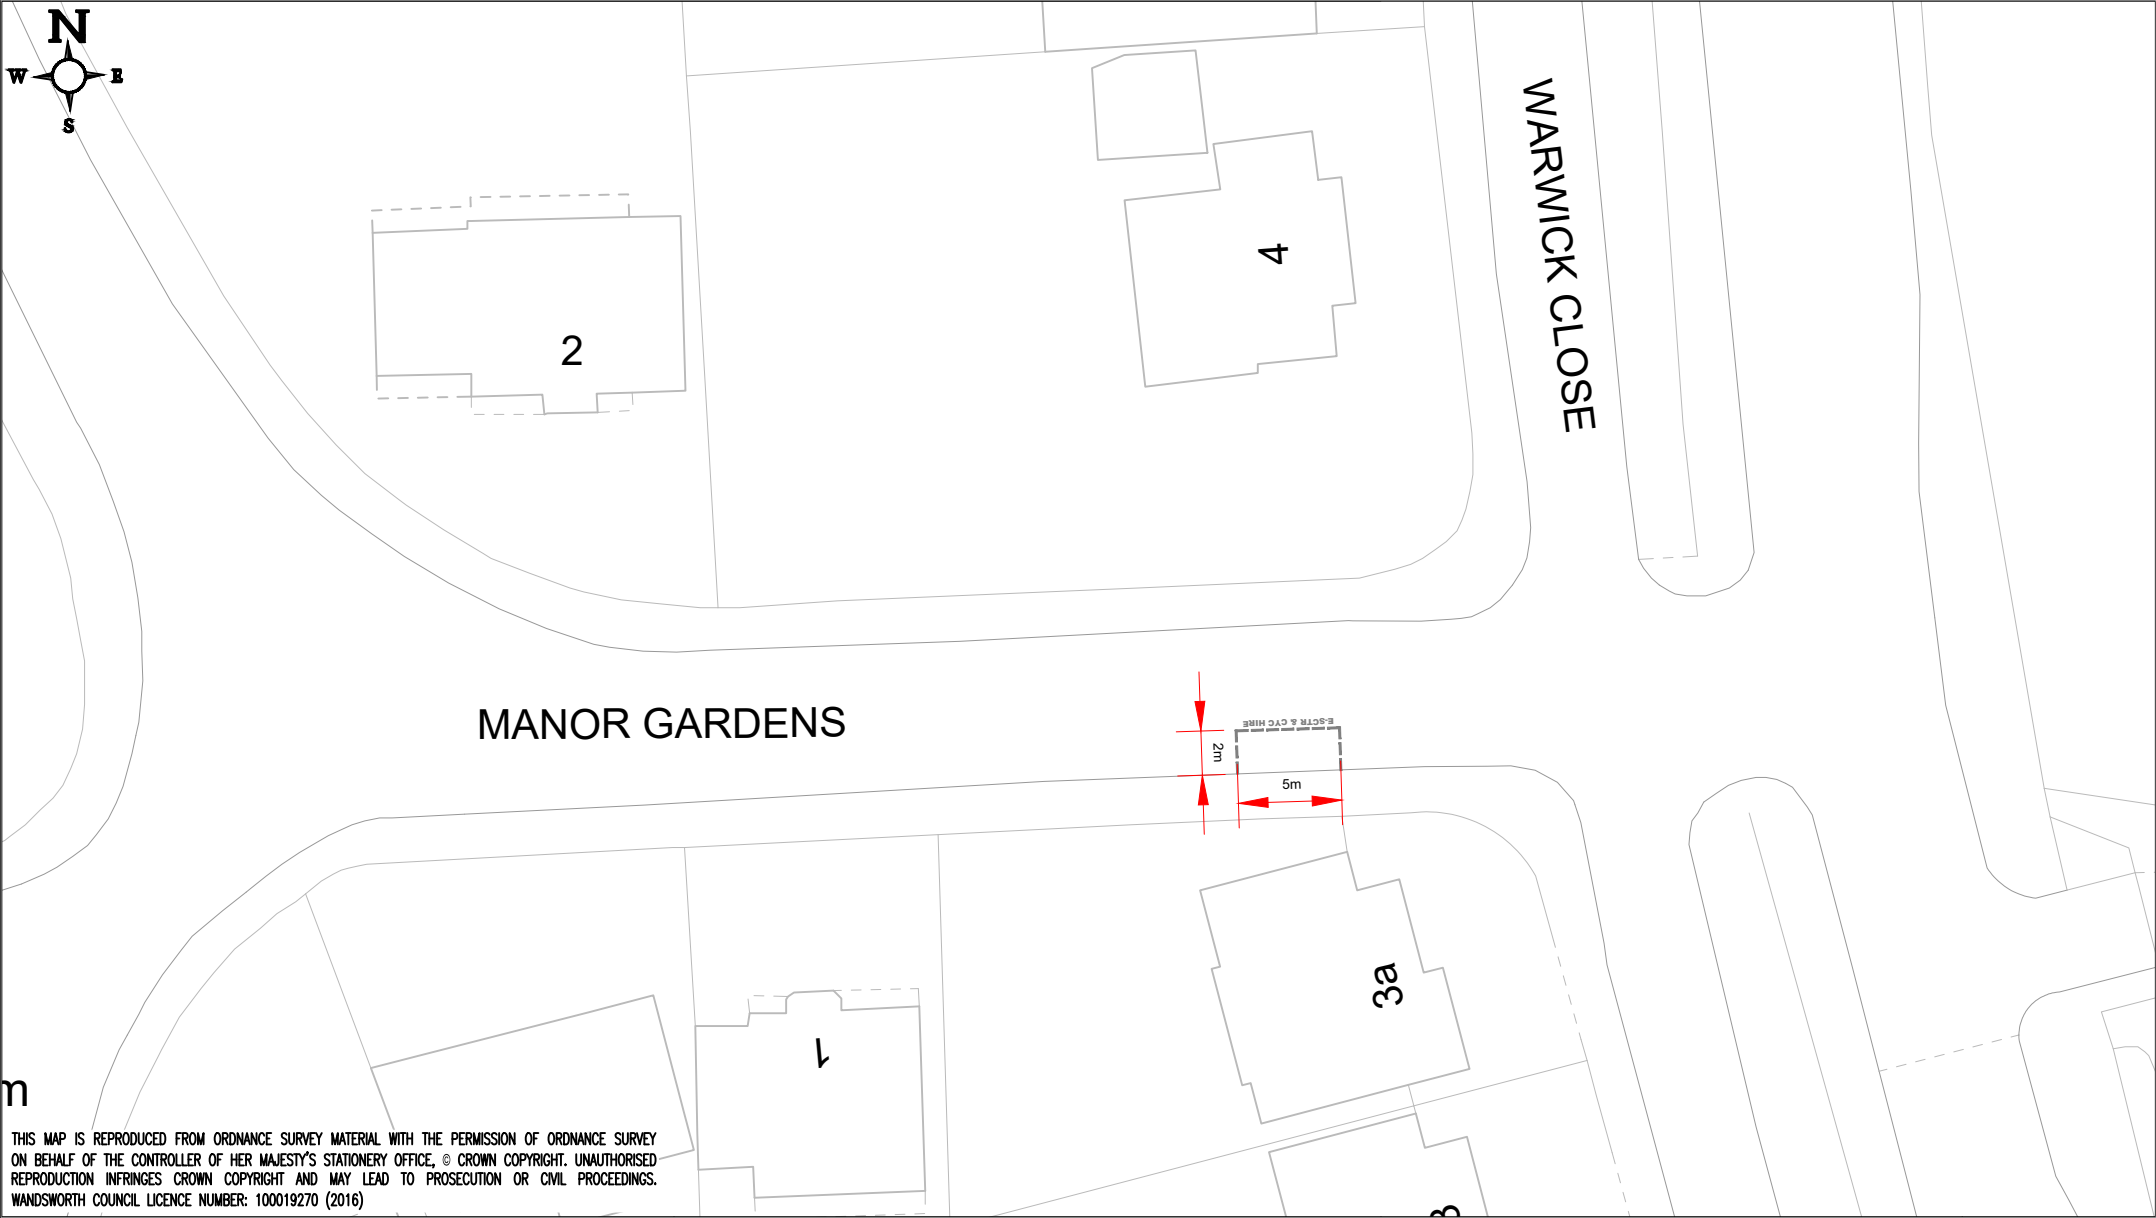 N
W E
S
WARWICK CLOSE
4
2
MANOR GARDENS
E-SCTR & CYC HIRE
2m
5m
3a
1
m
3
THIS MAP IS REPRODUCED FROM ORDNANCE SURVEY MATERIAL WITH THE PERMISSION OF ORDNANCE SURVEY
ON BEHALF OF THE CONTROLLER OF HER MAJESTY'S STATIONERY OFFICE, © CROWN COPYRIGHT. UNAUTHORISED
REPRODUCTION INFRINGES CROWN COPYRIGHT AND MAY LEAD TO PROSECUTION OR CIVIL PROCEEDINGS.
WANDSWORTH COUNCIL LICENCE NUMBER: 100019270 (2016)